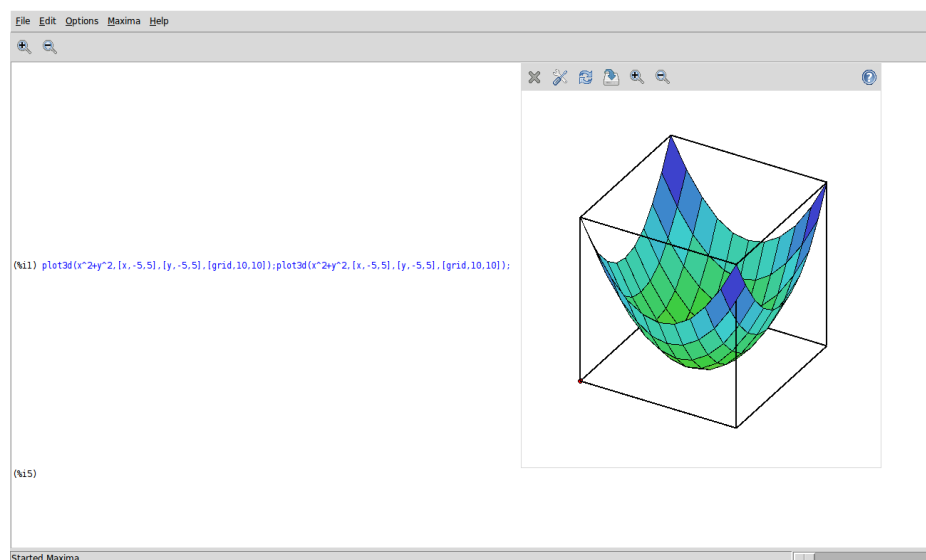 File Edit Options Maxima Help
(%i1) plot3d(x^2+y^2,[x,-5,5],[y,-5,5],[grid,10,10]);plot3d(x^2+y^2,[x,-5,5],[y,-5,5],[grid,10,10]);
(%i5)
Started Maxima